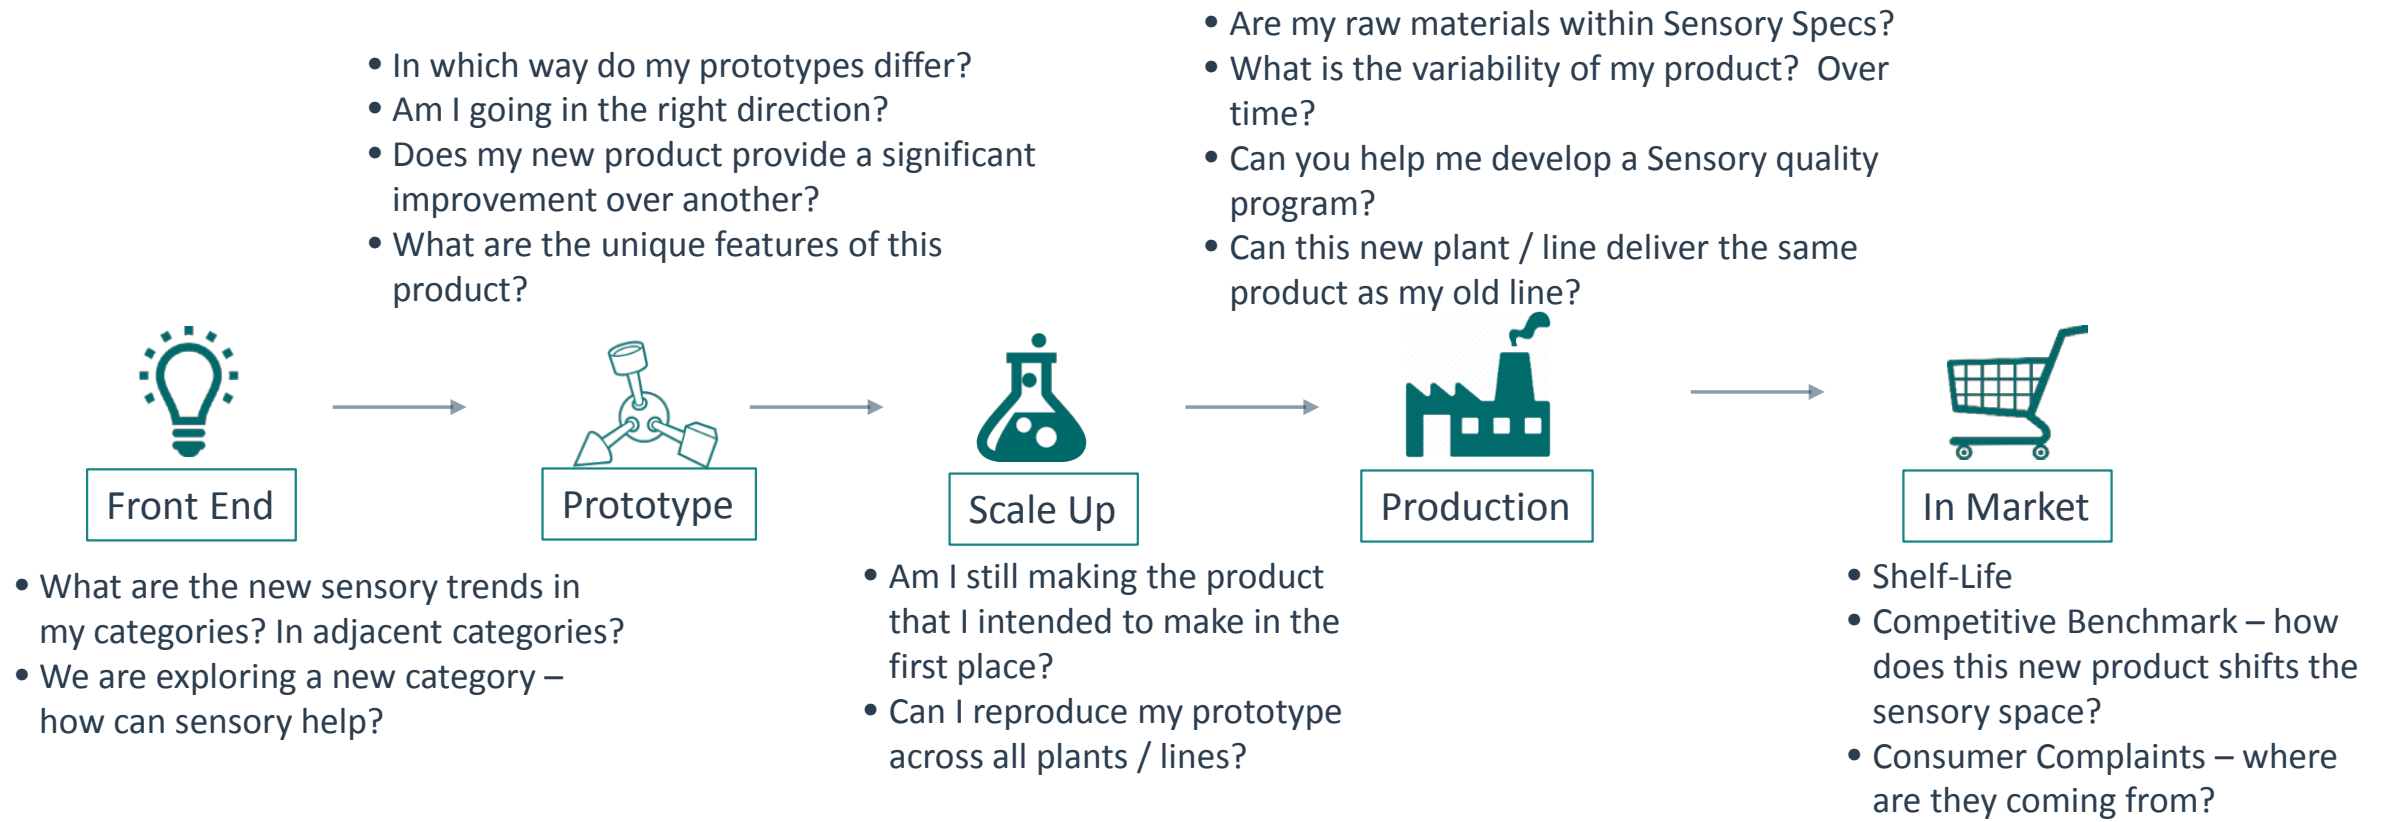 • In which way do my prototypes differ?
• Am I going in the right direction?
• Does my new product provide a significant
improvement over another?
• What are the unique features of this
product?
• Are my raw materials within Sensory Specs?
• What is the variability of my product?  Over
time?
• Can you help me develop a Sensory quality
program?
• Can this new plant / line deliver the same
product as my old line?
Front End
Prototype
Scale Up
Production
In Market
• What are the new sensory trends in
my categories? In adjacent categories?
• We are exploring a new category –
how can sensory help?
• Am I still making the product
that I intended to make in the
first place?
• Can I reproduce my prototype
across all plants / lines?
• Shelf-Life
• Competitive Benchmark – how
does this new product shifts the
sensory space?
• Consumer Complaints – where
are they coming from?